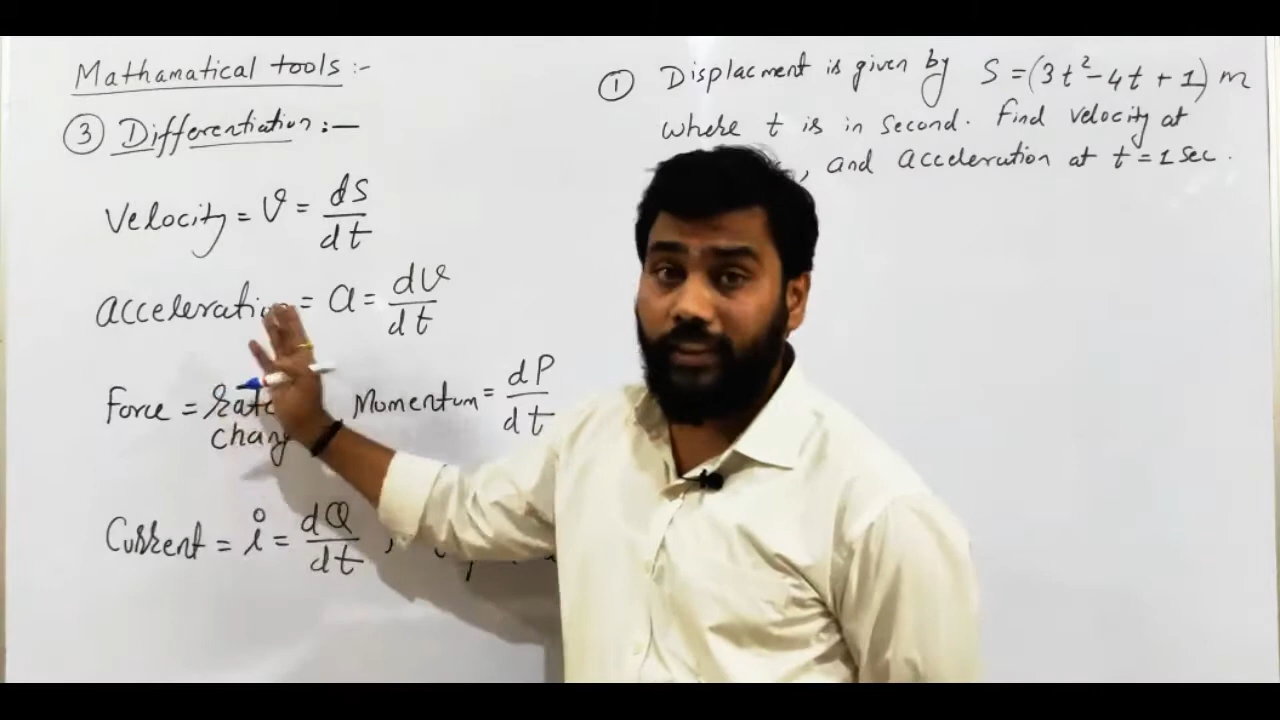 Mathamatical tools :-
③ Differentiation :-
Velocity = v = dS/dt
acceleration = a = dv/dt
Force = rate Momentum = dP/dt
Current = i = dQ/dt ,
① Displacment is given by S = (3t²-4t+1) m
where t is in second. Find velocity at
, and acceleration at t = 1 sec.